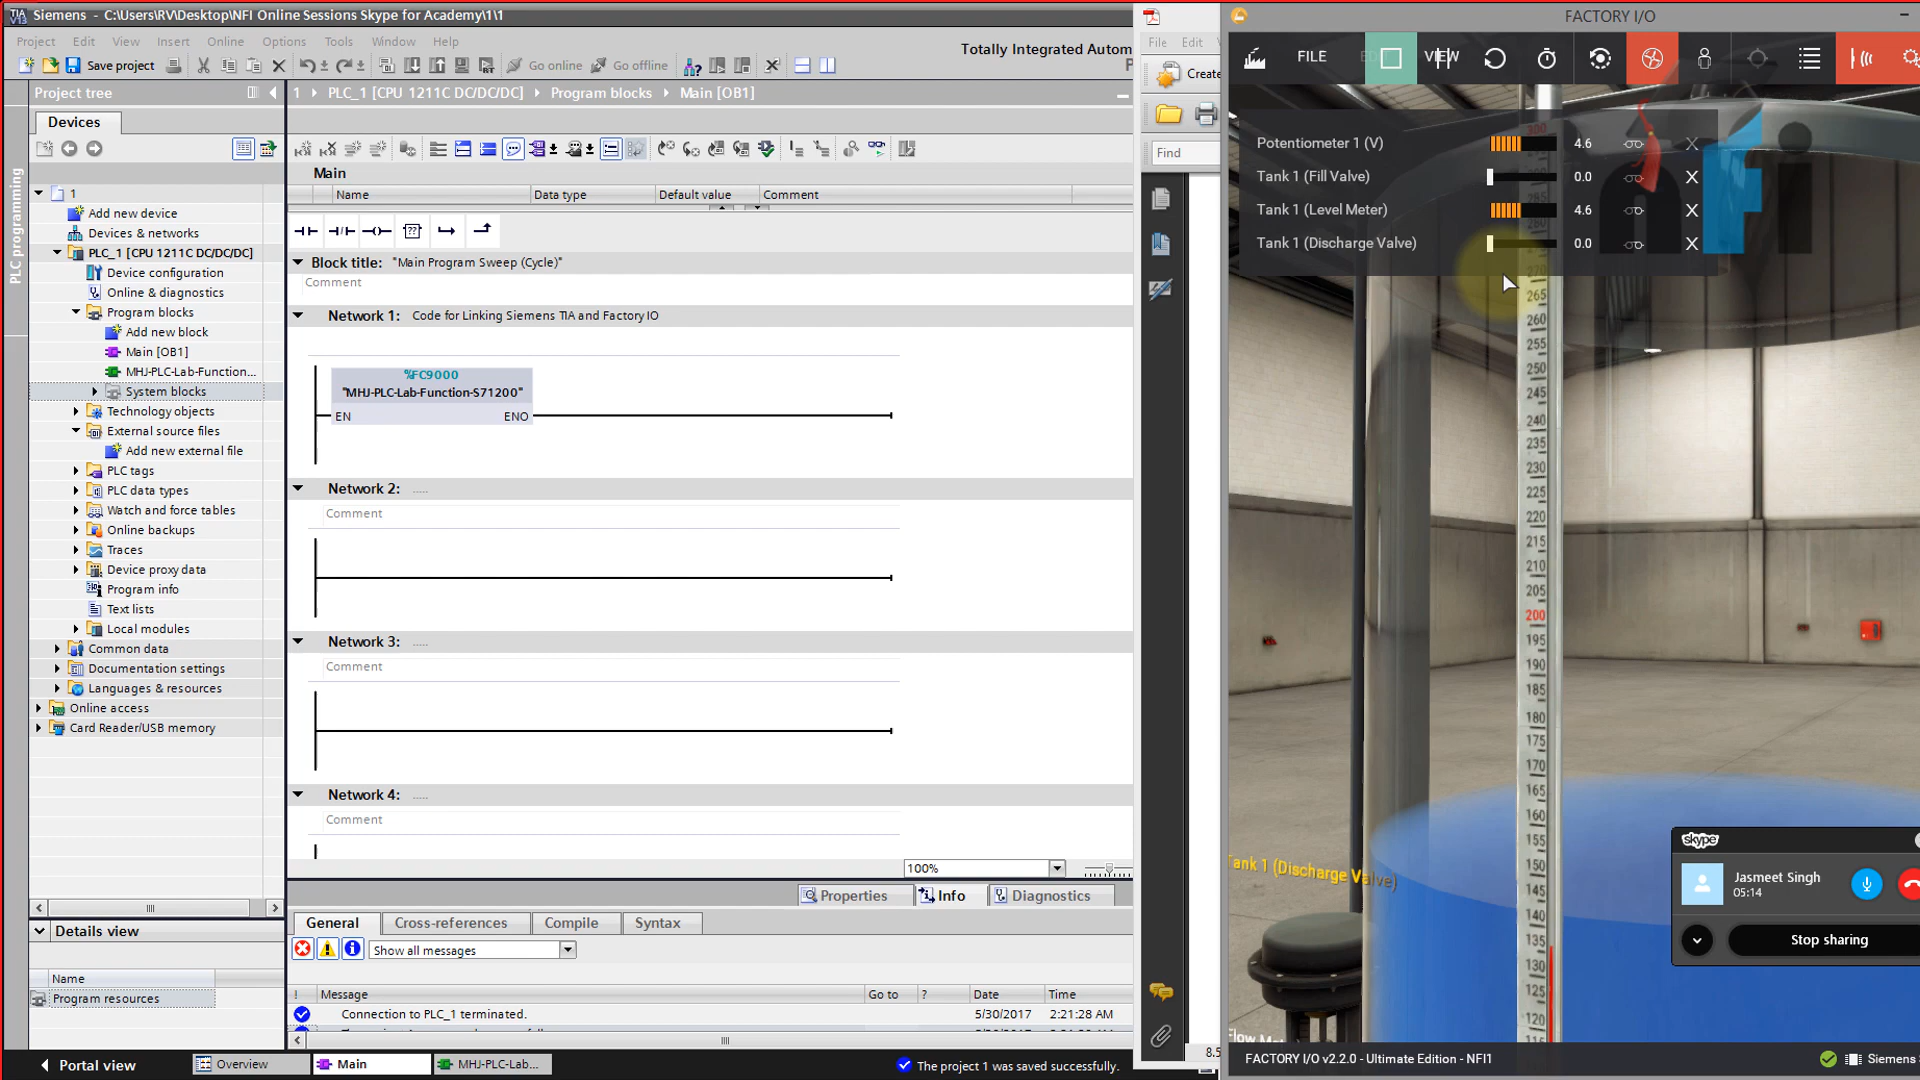 Siemens - C:\Users\RV\Desktop\NFI Online Sessions Skype for Academy\1\1
Project Edit View Insert Online Options Tools Window Help
Totally Integrated Autom
Save project
Go online
Go offline
Project tree
1 PLC_1 [CPU 1211C DC/DC/DC] Program blocks Main [OB1]
Devices
PLC programming
1
Add new device
Devices & networks
PLC_1 [CPU 1211C DC/DC/DC]
Device configuration
Online & diagnostics
Program blocks
Add new block
Main [OB1]
MHJ-PLC-Lab-Function...
System blocks
Technology objects
External source files
Add new external file
PLC tags
PLC data types
Watch and force tables
Online backups
Traces
Device proxy data
Program info
Text lists
Local modules
Common data
Documentation settings
Languages & resources
Online access
Card Reader/USB memory
Details view
Name
Program resources
Main
Name Data type Default value Comment
Block title: "Main Program Sweep (Cycle)"
Comment
Network 1: Code for Linking Siemens TIA and Factory IO
%FC9000
"MHJ-PLC-Lab-Function-S71200"
EN ENO
Network 2: .....
Comment
Network 3: .....
Comment
Network 4: .....
Comment
100%
Properties Info Diagnostics
General Cross-references Compile Syntax
Show all messages
! Message Go to ? Date Time
Connection to PLC_1 terminated. 5/30/2017 2:21:28 AM
Portal view
Overview
Main
MHJ-PLC-Lab...
The project 1 was saved successfully.
File Edit
Create
Find
8.5
FACTORY I/O
FILE
VIEW
Potentiometer 1 (V) 4.6
Tank 1 (Fill Valve) 0.0 X
Tank 1 (Level Meter) 4.6 X
Tank 1 (Discharge Valve) 0.0 X
300
265
260
255
250
245
240
235
230
225
220
215
210
205
200
195
190
185
180
175
170
165
160
155
150
145
140
135
130
125
120
Tank 1 (Discharge Valve)
skype
Jasmeet Singh
05:14
Stop sharing
FACTORY I/O v2.2.0 - Ultimate Edition - NFI1
Siemens